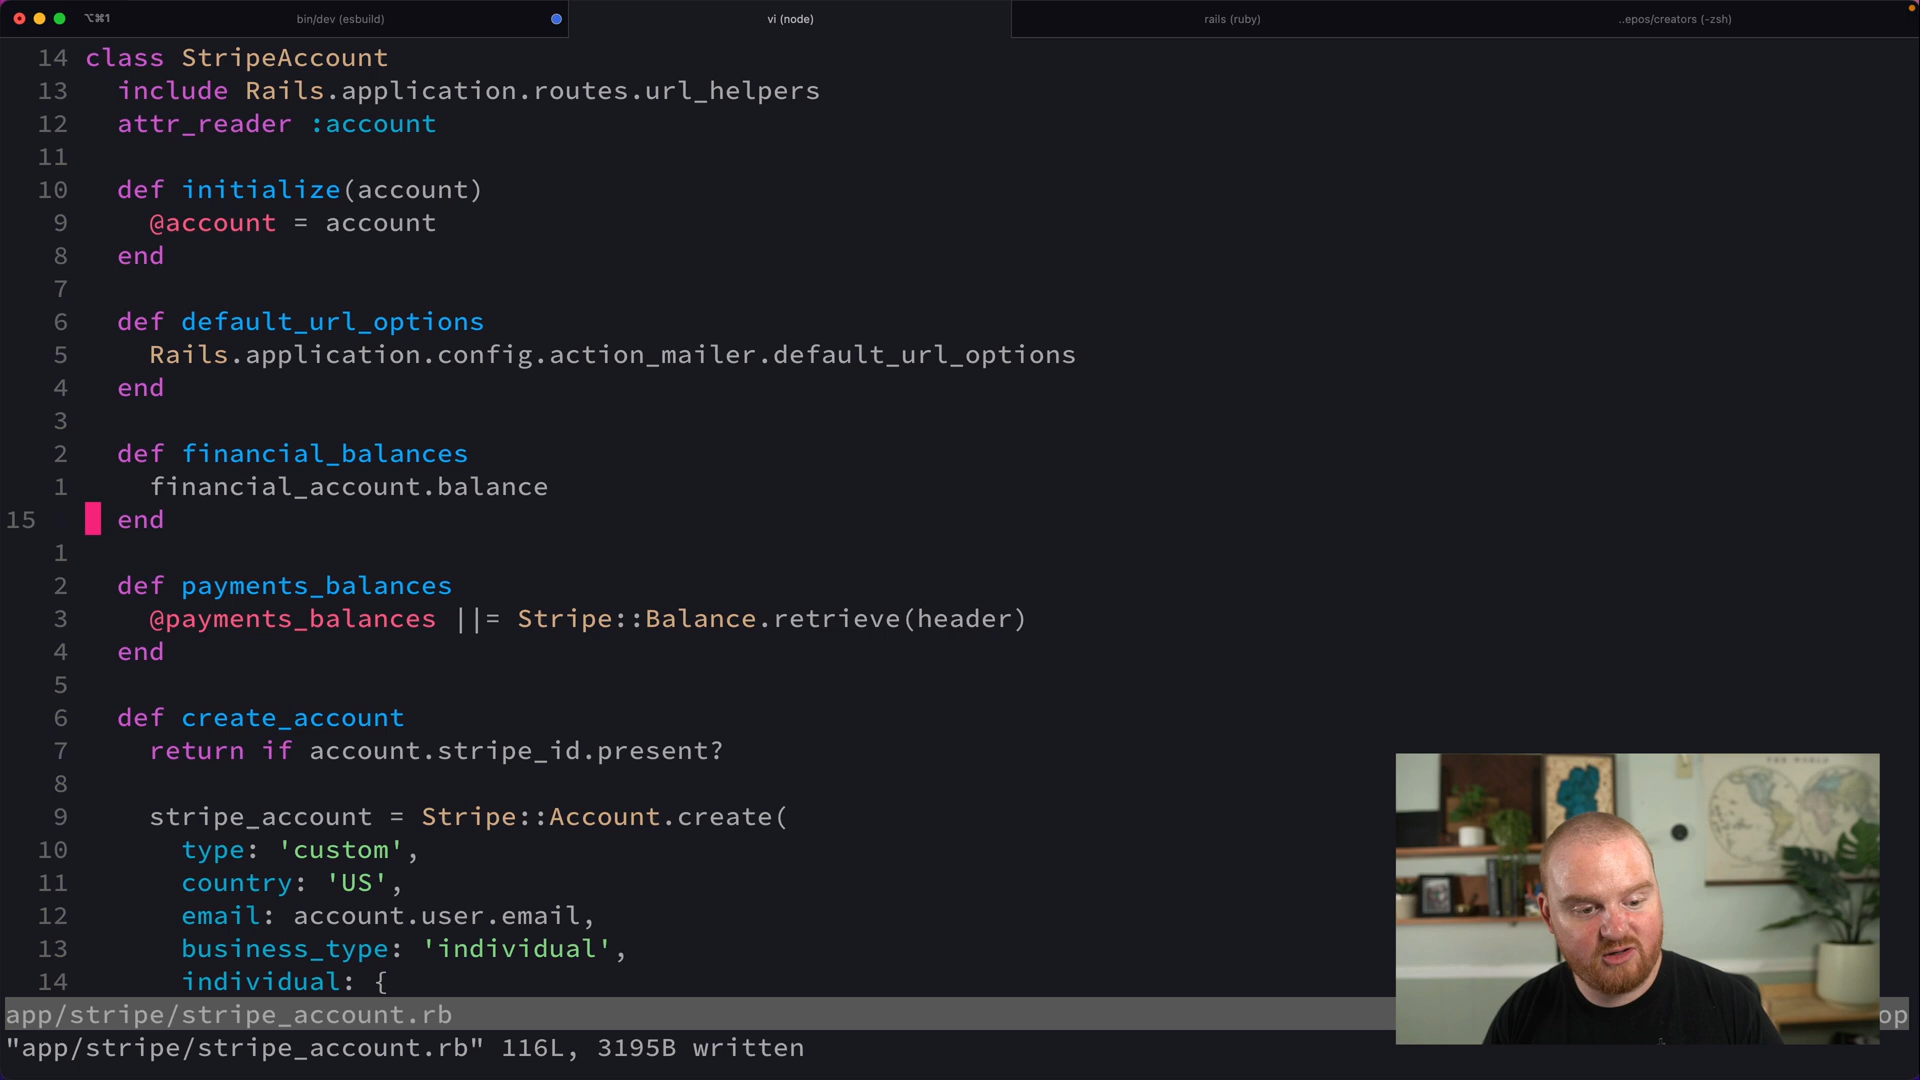 ⌥⌘1 bin/dev (esbuild) vi (node) rails (ruby) ..epos/creators (-zsh)
14 class StripeAccount
13 include Rails.application.routes.url_helpers
12 attr_reader :account
11
10 def initialize(account)
9 @account = account
8 end
7
6 def default_url_options
5 Rails.application.config.action_mailer.default_url_options
4 end
3
2 def financial_balances
1 financial_account.balance
15 end
1
2 def payments_balances
3 @payments_balances ||= Stripe::Balance.retrieve(header)
4 end
5
6 def create_account
7 return if account.stripe_id.present?
8
9 stripe_account = Stripe::Account.create(
10 type: 'custom',
11 country: 'US',
12 email: account.user.email,
13 business_type: 'individual',
14 individual: {
app/stripe/stripe_account.rb op
"app/stripe/stripe_account.rb" 116L, 3195B written
THE WORLD